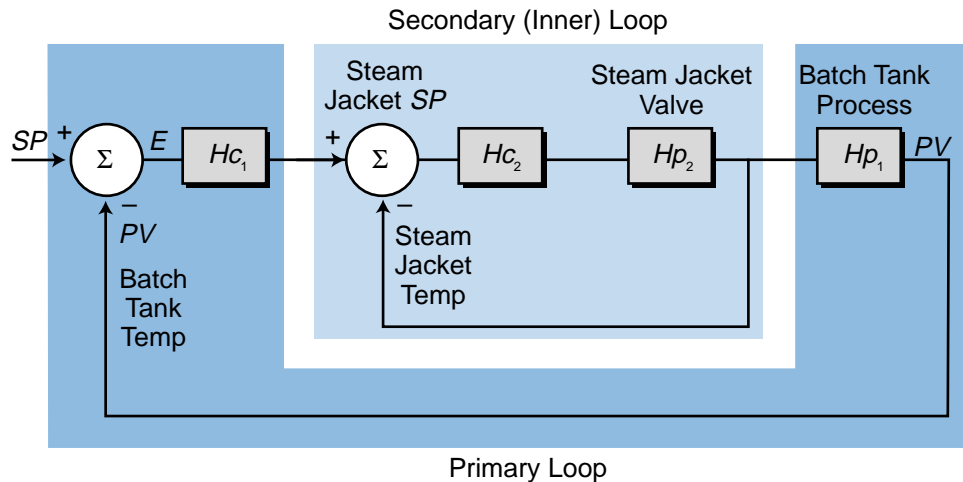 Secondary (Inner) Loop
Steam
Jacket SP
Steam Jacket
Valve
Batch Tank
Process
SP
+
Σ
E
Hc1
+
Σ
Hc2
Hp2
Hp1
PV
−
PV
Batch
Tank
Temp
−
Steam
Jacket
Temp
Primary Loop